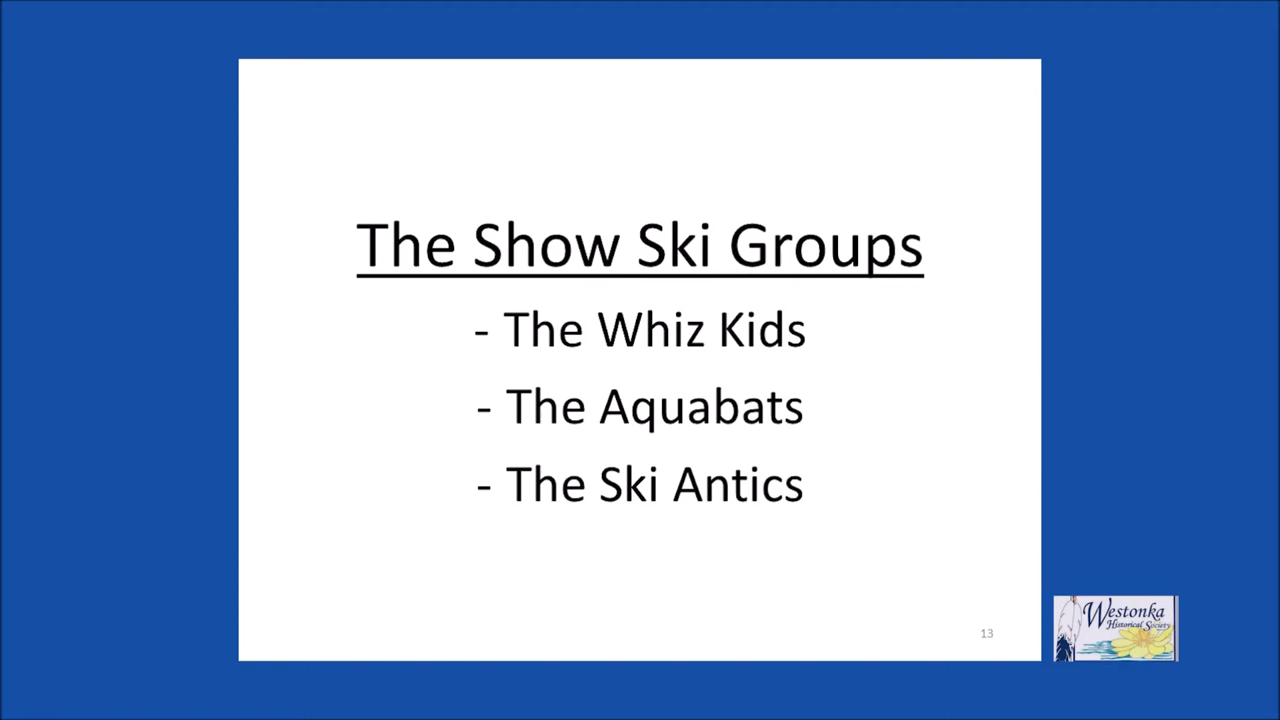 The Show Ski Groups
- The Whiz Kids
- The Aquabats
- The Ski Antics
13
Westonka
Historical Society